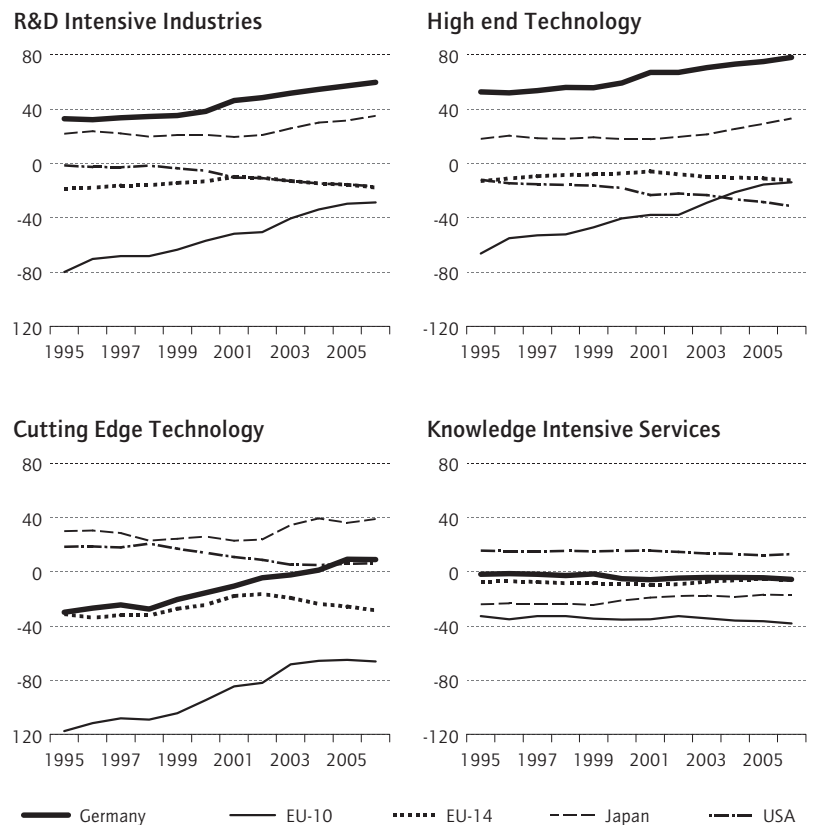 R&D Intensive Industries
80
40
0
-40
-80
120
1995 1997 1999 2001 2003 2005
High end Technology
80
40
0
-40
-80
-120
1995 1997 1999 2001 2003 2005
Cutting Edge Technology
80
40
0
-40
-80
120
1995 1997 1999 2001 2003 2005
Knowledge Intensive Services
80
40
0
-40
-80
-120
1995 1997 1999 2001 2003 2005
Germany EU-10 EU-14 Japan USA